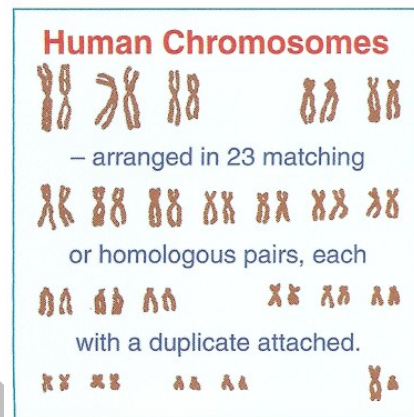 Human Chromosomes
– arranged in 23 matching
or homologous pairs, each
with a duplicate attached.